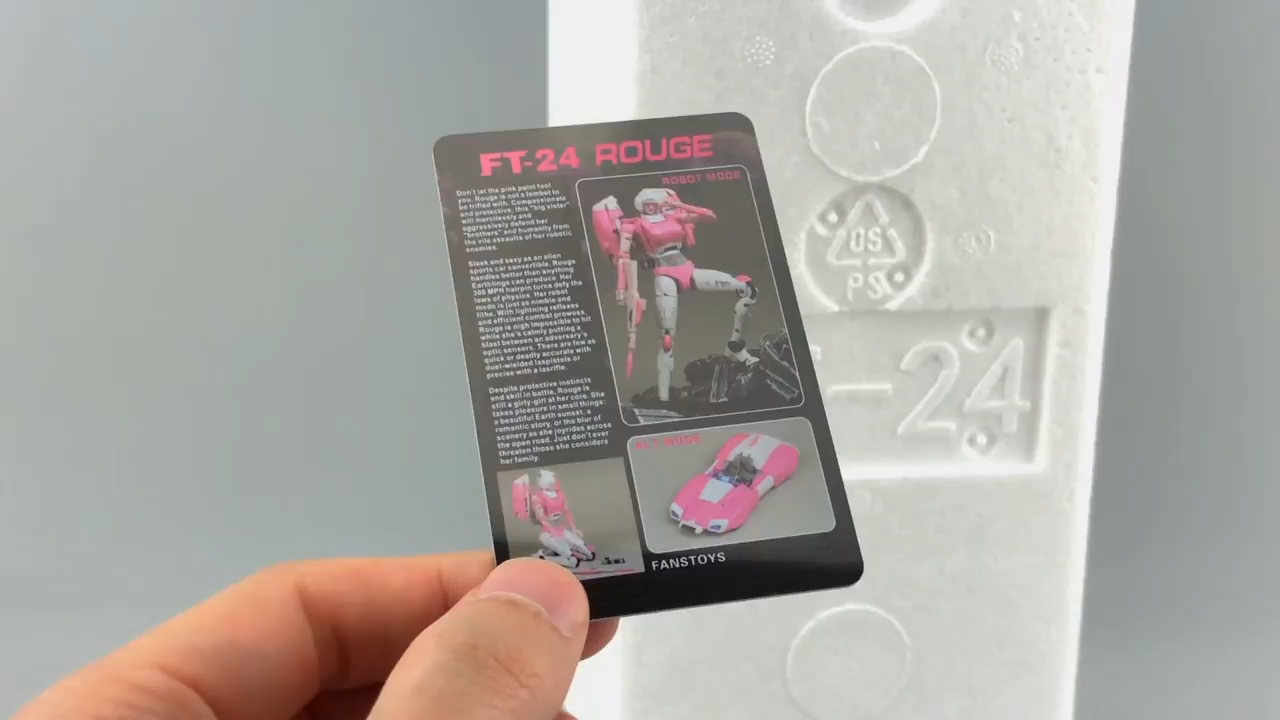 FT-24 ROUGE
Don't let the pink paint fool
you. Rouge is not a fembot to
be trifled with. Compassionate
and protective, this "big sister"
will mercilessly and
aggressively defend her
"brothers" and humanity from
the vile assaults of her robotic
enemies.
Sleek and sexy as an alien
sports car convertible, Rouge
handles better than anything
Earthlings can produce. Her
300 MPH hairpin turns defy the
laws of physics. Her robot
mode is just as nimble and
lithe. With lightning reflexes
and efficient combat prowess,
Rouge is nigh impossible to hit
while she's calmly putting a
blast between an adversary's
optic sensors. There are few as
quick or deadly accurate with
dual-wielded laspistols or
precise with a lasrifle.
Despite protective instincts
and skill in battle, Rouge is
still a girly-girl at her core. She
takes pleasure in small things:
a beautiful Earth sunset, a
romantic story, or the blur of
scenery as she joyrides across
the open road. Just don't ever
threaten those she considers
her family.
ROBOT MODE
ALT MODE
FANSTOYS
PS
-24